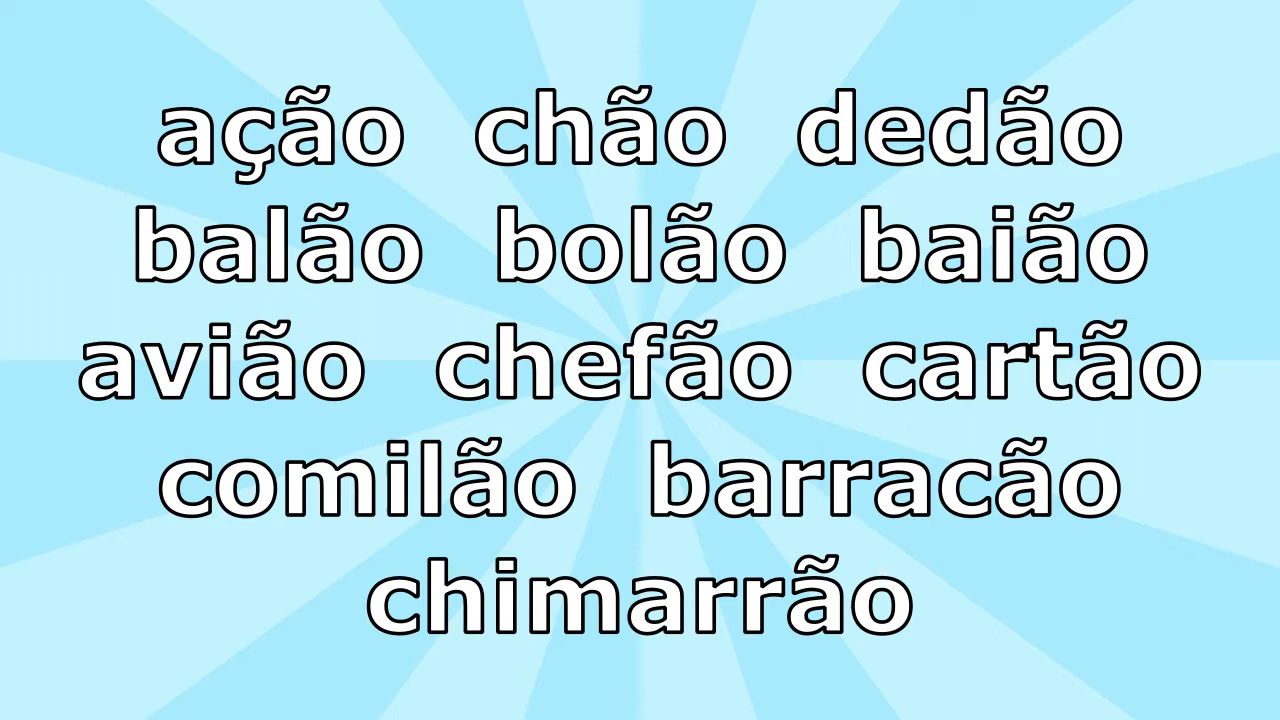 ação chão dedão
balão bolão baião
avião chefão cartão
comilão barracão
chimarrão